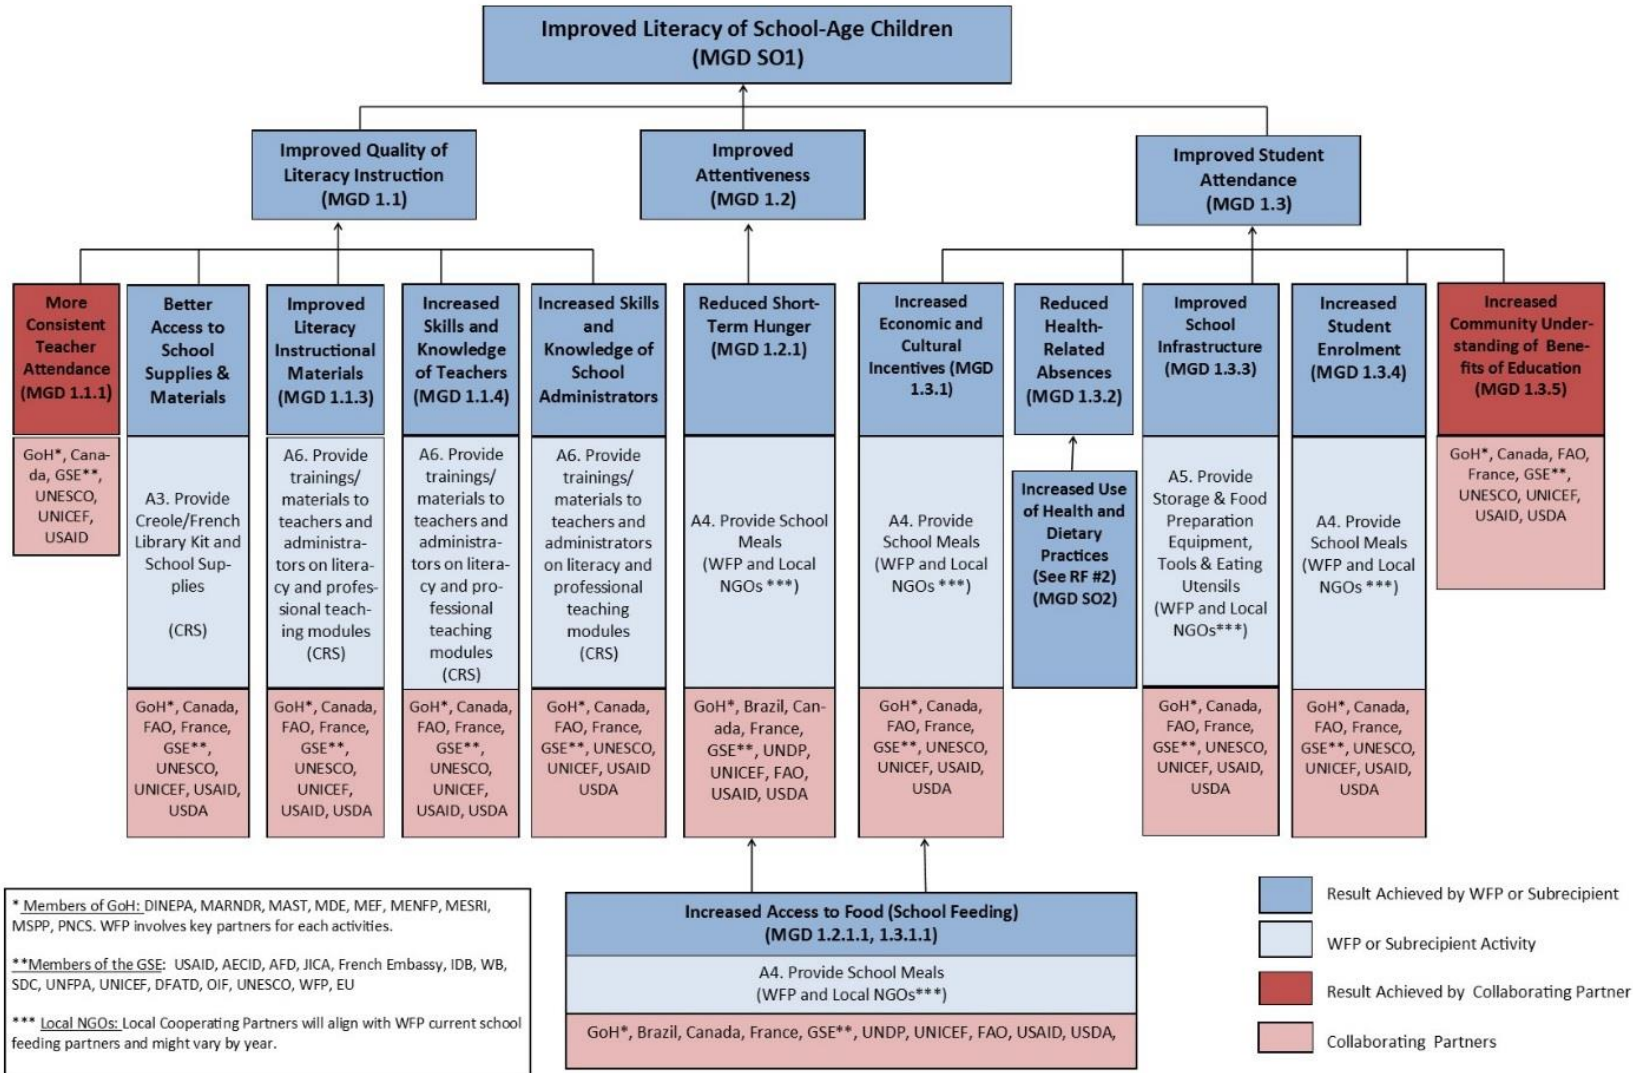 Improved Literacy of School-Age Children
(MGD SO1)
Improved Quality of
Literacy Instruction
(MGD 1.1)
Improved
Attentiveness
(MGD 1.2)
Improved Student
Attendance
(MGD 1.3)
More
Consistent
Teacher
Attendance
(MGD 1.1.1)
GoH*, Cana-
da, GSE**,
UNESCO,
UNICEF,
USAID
Better
Access to
School
Supplies &
Materials
A3. Provide
Creole/French
Library Kit and
School Sup-
plies
(CRS)
GoH*, Canada,
FAO, France,
GSE**,
UNESCO,
UNICEF, USAID,
USDA
Improved
Literacy
Instructional
Materials
(MGD 1.1.3)
A6. Provide
trainings/
materials to
teachers and
administra-
tors on litera-
cy and profes-
sional teach-
ing modules
(CRS)
GoH*, Canada,
FAO, France,
GSE**,
UNESCO,
UNICEF,
USAID, USDA
Increased
Skills and
Knowledge
of Teachers
(MGD 1.1.4)
A6. Provide
trainings/
materials to
teachers and
administra-
tors on litera-
cy and pro-
fessional
teaching
modules
(CRS)
GoH*, Canada,
FAO, France,
GSE**,
UNESCO,
UNICEF,
USAID, USDA
Increased Skills
and
Knowledge of
School
Administrators
A6. Provide
trainings/
materials to
teachers and
administrators
on literacy and
professional
teaching
modules
(CRS)
GoH*, Canada,
FAO, France,
GSE**, UNESCO,
UNICEF, USAID
USDA
Reduced Short-
Term Hunger
(MGD 1.2.1)
A4. Provide School
Meals
(WFP and Local
NGOs ***)
GoH*, Brazil, Can-
ada, France,
GSE**, UNDP,
UNICEF, FAO,
USAID, USDA
Increased
Economic and
Cultural
Incentives (MGD
1.3.1)
A4. Provide
School Meals
(WFP and Local
NGOs ***)
GoH*, Canada,
FAO, France,
GSE**, UNESCO,
UNICEF, USAID,
USDA
Reduced
Health-
Related
Absences
(MGD 1.3.2)
Increased Use
of Health and
Dietary
Practices
(See RF #2)
(MGD SO2)
Improved
School
Infrastructure
(MGD 1.3.3)
A5. Provide
Storage & Food
Preparation
Equipment,
Tools & Eating
Utensils
(WFP and Local
NGOs***)
GoH*, Canada,
FAO, France,
GSE**, UNESCO,
UNICEF, USAID,
USDA
Increased
Student
Enrolment
(MGD 1.3.4)
A4. Provide
School Meals
(WFP and Local
NGOs ***)
GoH*, Canada,
FAO, France,
GSE**, UNESCO,
UNICEF, USAID,
USDA
Increased
Community Under-
standing of Bene-
fits of Education
(MGD 1.3.5)
GoH*, Canada, FAO,
France, GSE**,
UNESCO, UNICEF,
USAID, USDA
Increased Access to Food (School Feeding)
(MGD 1.2.1.1, 1.3.1.1)
A4. Provide School Meals
(WFP and Local NGOs***)
GoH*, Brazil, Canada, France, GSE**, UNDP, UNICEF, FAO, USAID, USDA,
* Members of GoH: DINEPA, MARNDR, MAST, MDE, MEF, MENFP, MESRI,
MSPP, PNCS. WFP involves key partners for each activities.
**Members of the GSE: USAID, AECID, AFD, JICA, French Embassy, IDB, WB,
SDC, UNFPA, UNICEF, DFATD, OIF, UNESCO, WFP, EU
*** Local NGOs: Local Cooperating Partners will align with WFP current school
feeding partners and might vary by year.
Result Achieved by WFP or Subrecipient
WFP or Subrecipient Activity
Result Achieved by Collaborating Partner
Collaborating Partners